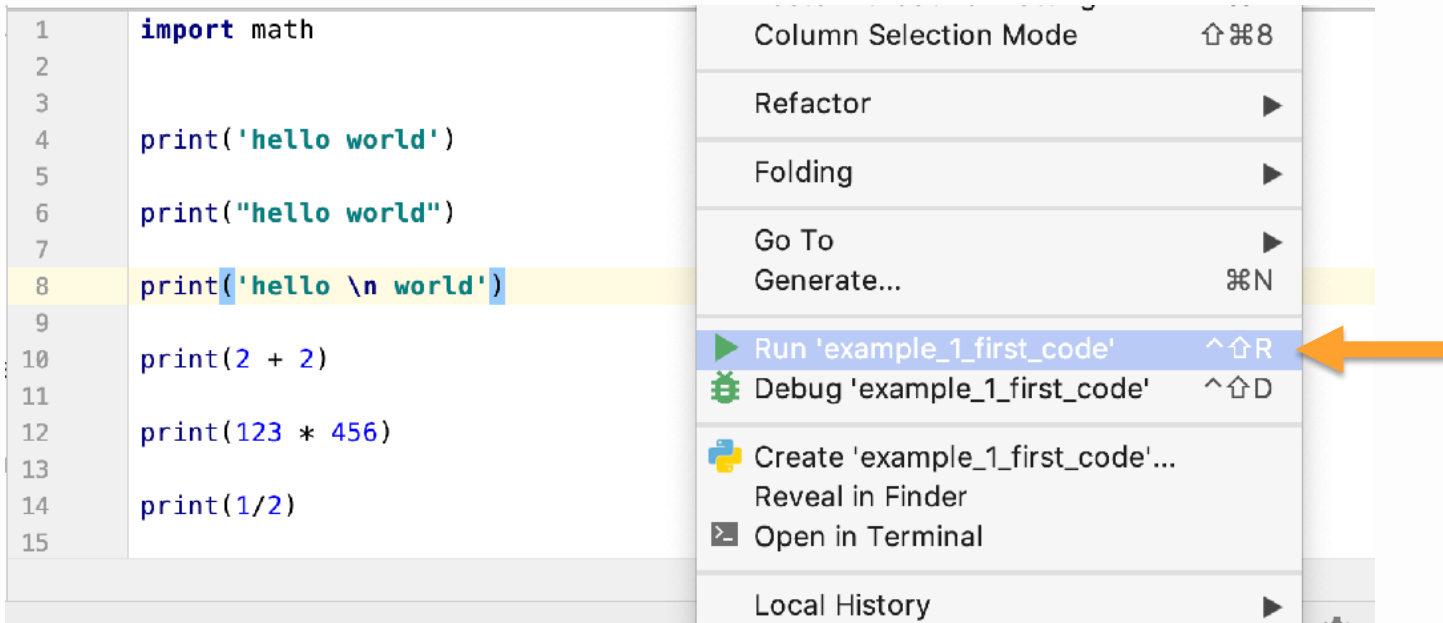 1 import math
2
3
4 print('hello world')
5
6 print("hello world")
7
8 print('hello \n world')
9
10 print(2 + 2)
11
12 print(123 * 456)
13
14 print(1/2)
15
Column Selection Mode ⇧⌘8
Refactor ▶
Folding ▶
Go To ▶
Generate... ⌘N
Run 'example_1_first_code' ^⇧R
Debug 'example_1_first_code' ^⇧D
Create 'example_1_first_code'...
Reveal in Finder
Open in Terminal
Local History ▶